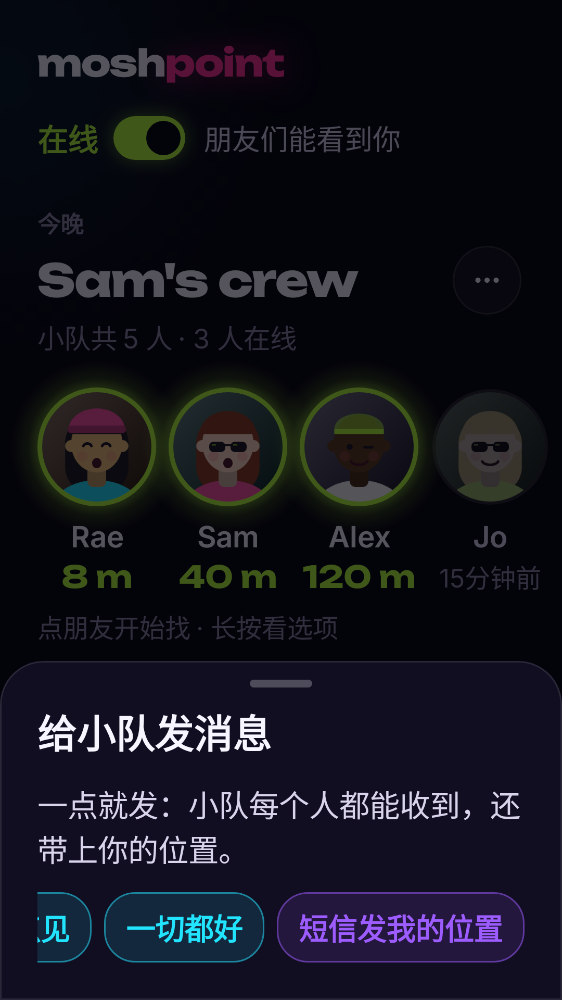 moshpoint
在线 朋友们能看到你
今晚
Sam's crew
小队共 5 人 · 3 人在线
Rae Sam Alex Jo
8 m 40 m 120 m 15分钟前
点朋友开始找 · 长按看选项
给小队发消息
一点就发：小队每个人都能收到，还
带上你的位置。
见 一切都好 短信发我的位置